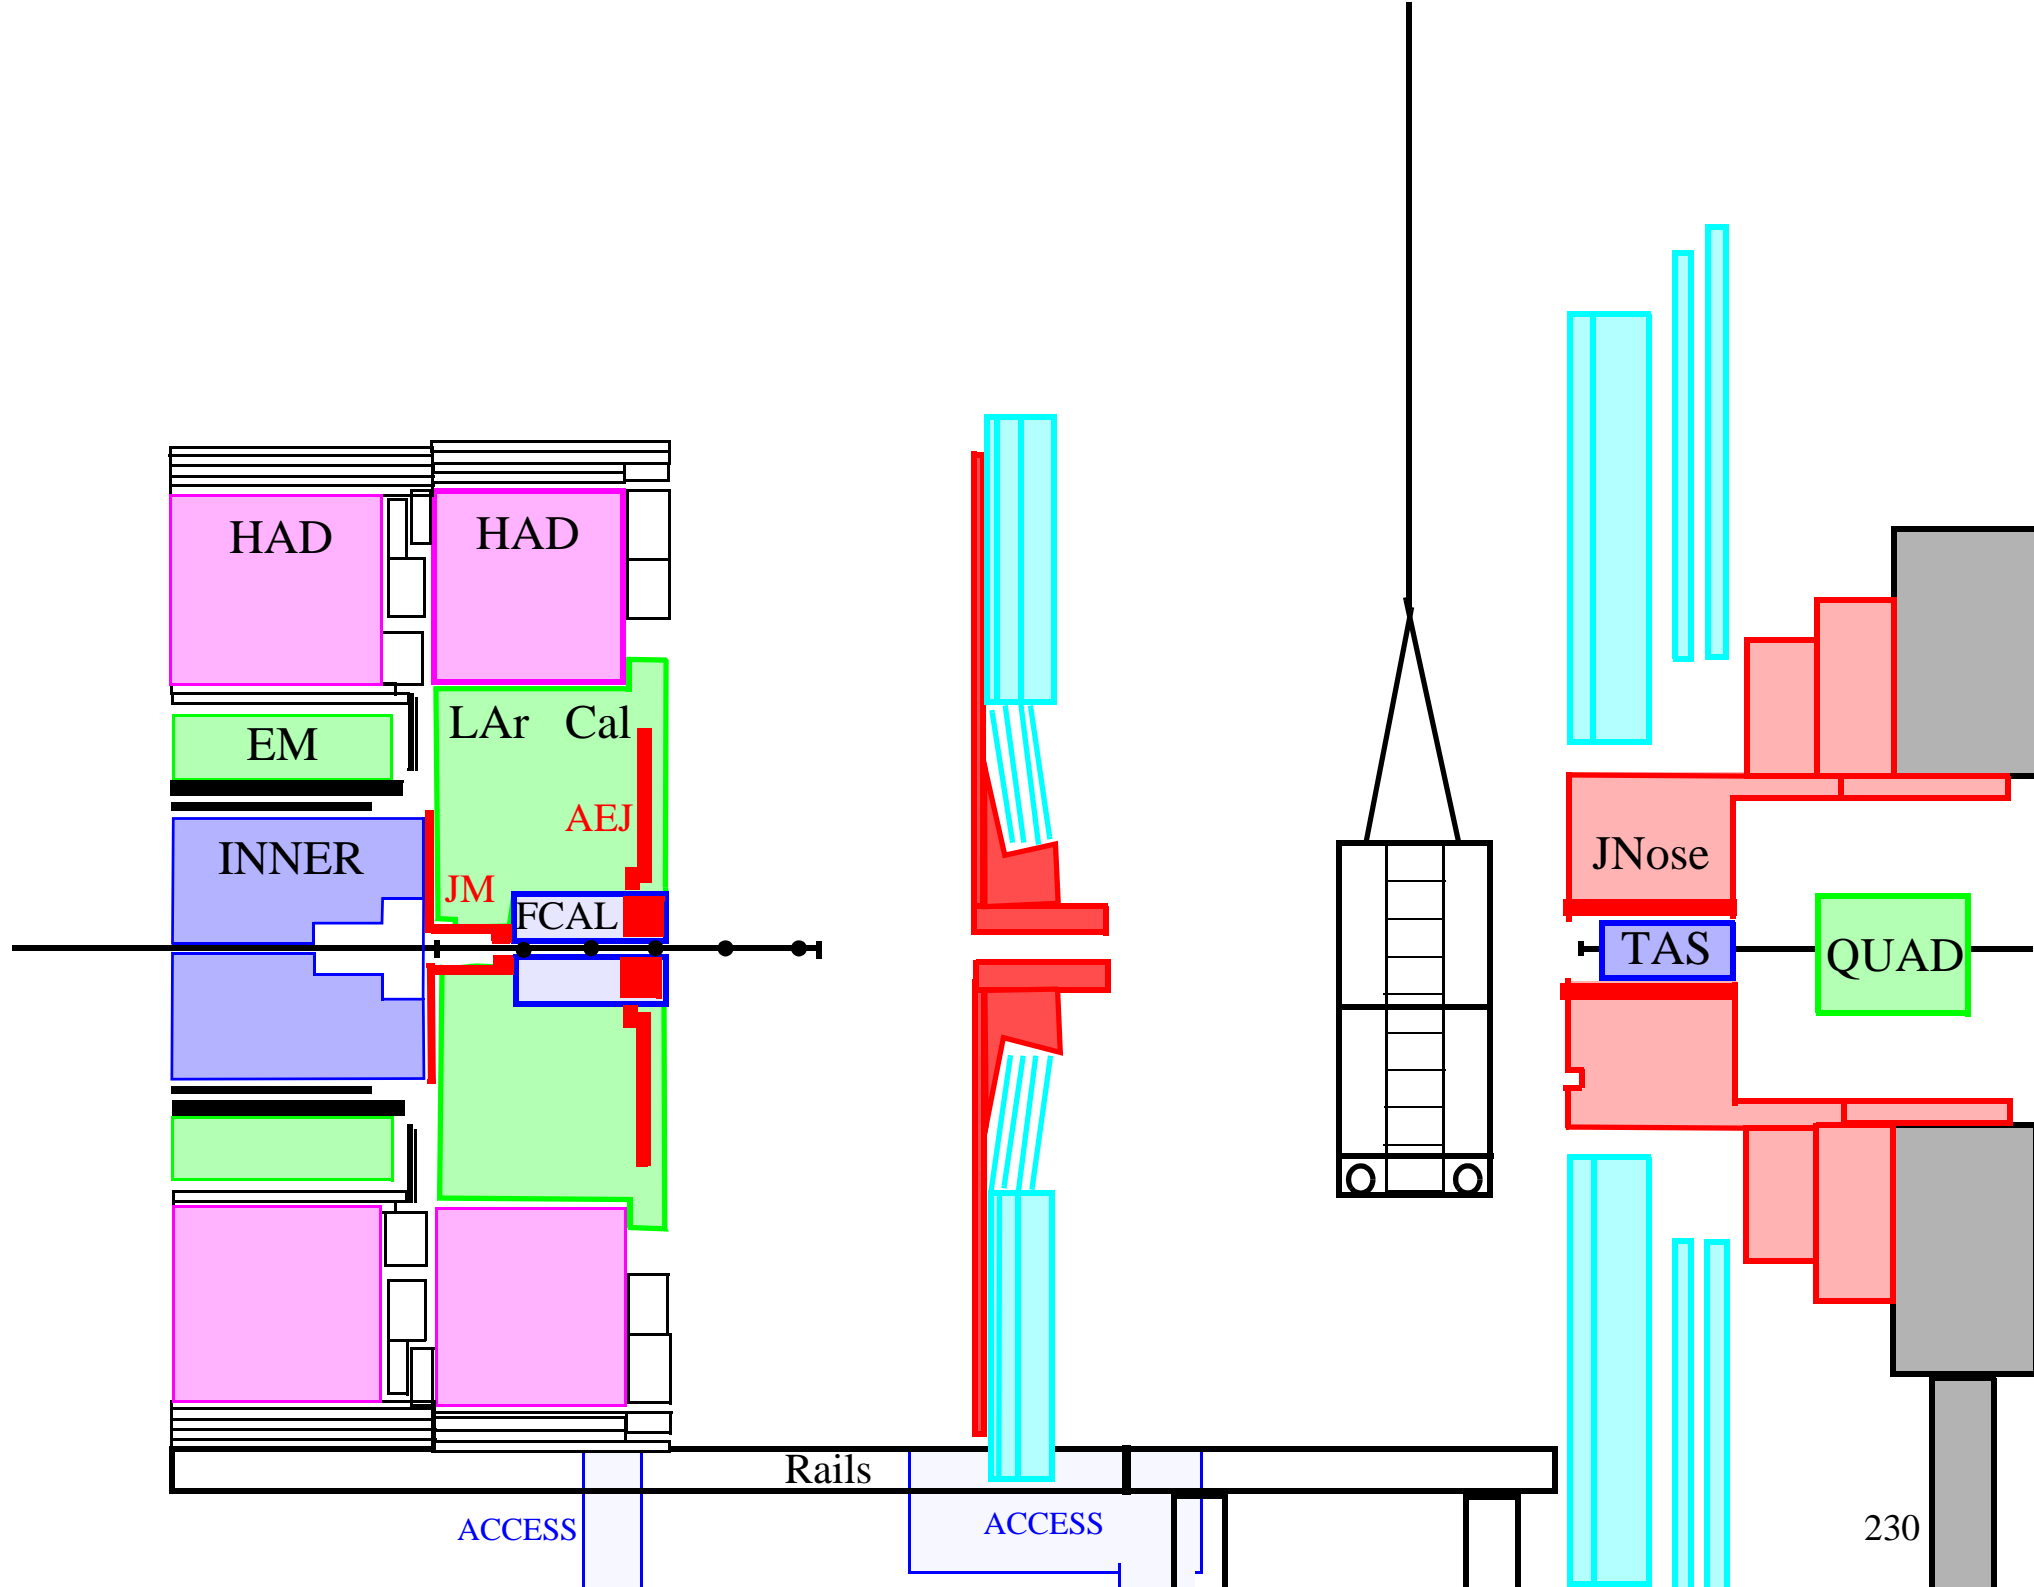 HAD
HAD
LAr Cal
EM
AEJ
INNER
JM
FCAL
JNose
TAS
QUAD
Rails
ACCESS
ACCESS
230